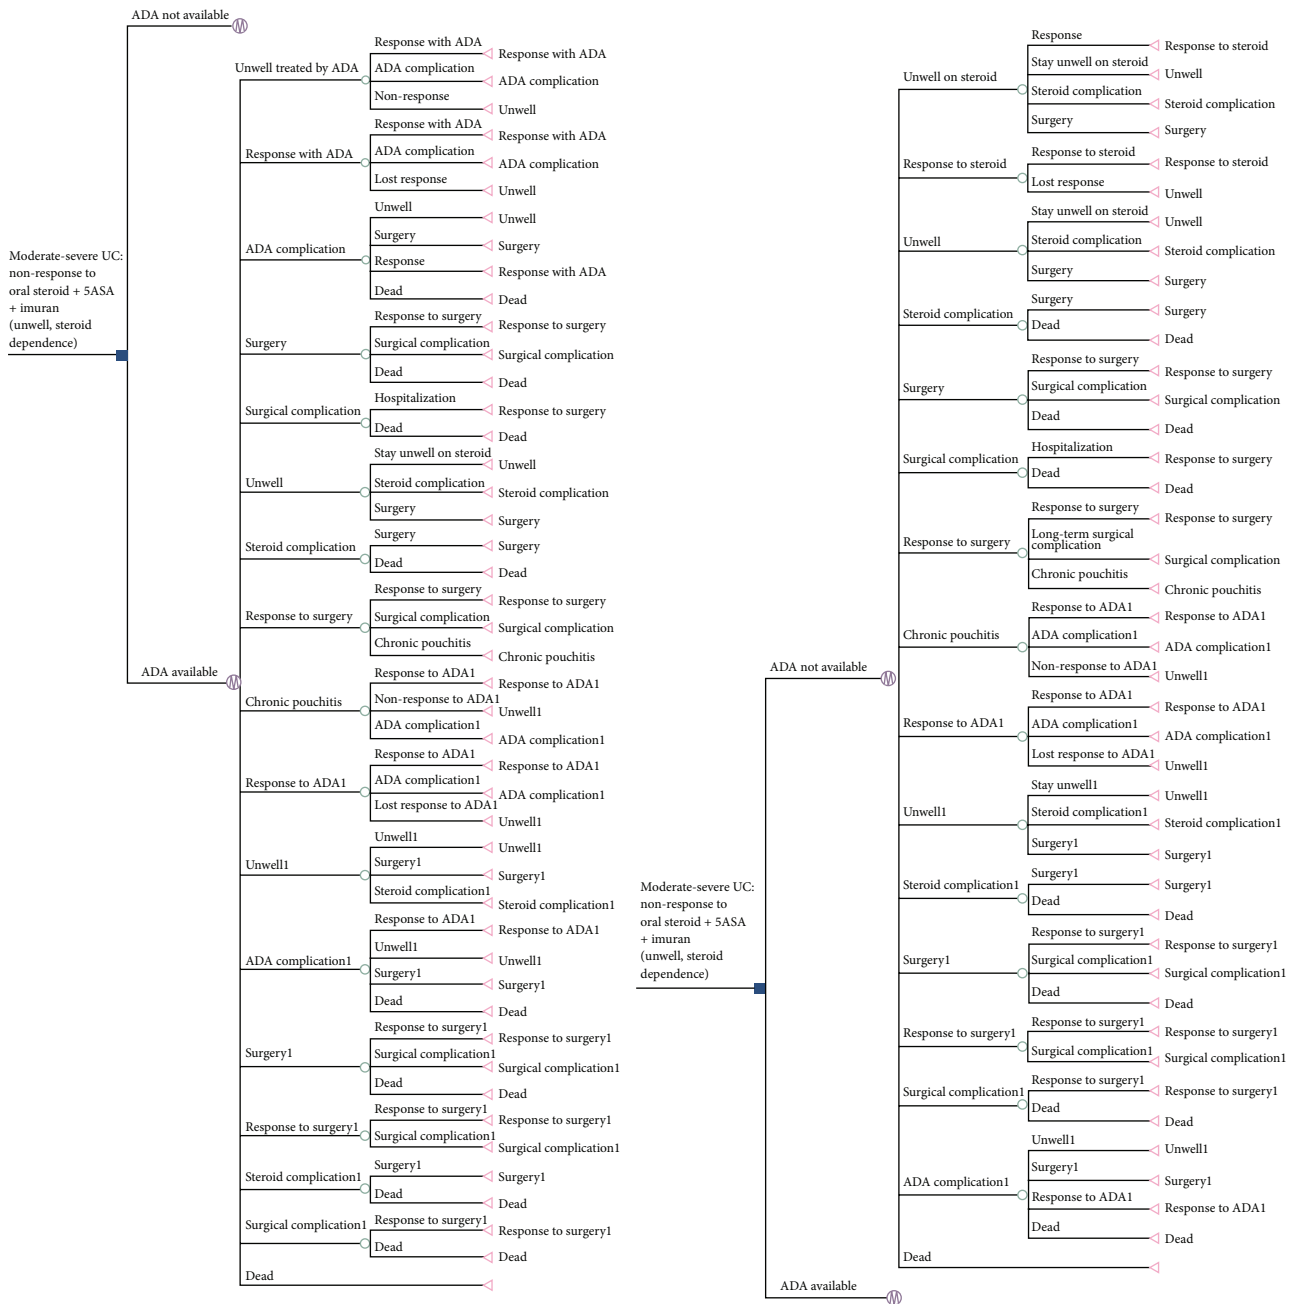 ADA not available
Moderate-severe UC:
non-response to
oral steroid + 5ASA
+ imuran
(unwell, steroid
dependence)
ADA available
Unwell treated by ADA
Response with ADA
Response with ADA
ADA complication
ADA complication
Non-response
Unwell
Response with ADA
Response with ADA
Response with ADA
ADA complication
ADA complication
Lost response
Unwell
ADA complication
Unwell
Unwell
Surgery
Surgery
Response
Response with ADA
Dead
Dead
Surgery
Response to surgery
Response to surgery
Surgical complication
Surgical complication
Dead
Dead
Surgical complication
Hospitalization
Response to surgery
Dead
Dead
Unwell
Stay unwell on steroid
Unwell
Steroid complication
Steroid complication
Surgery
Surgery
Steroid complication
Surgery
Surgery
Dead
Dead
Response to surgery
Response to surgery
Response to surgery
Surgical complication
Surgical complication
Chronic pouchitis
Chronic pouchitis
Chronic pouchitis
Response to ADA1
Response to ADA1
Non-response to ADA1
Unwell1
ADA complication1
ADA complication1
Response to ADA1
Response to ADA1
Response to ADA1
ADA complication1
ADA complication1
Lost response to ADA1
Unwell1
Unwell1
Unwell1
Unwell1
Surgery1
Surgery1
Steroid complication1
Steroid complication1
ADA complication1
Response to ADA1
Response to ADA1
Unwell1
Unwell1
Surgery1
Surgery1
Dead
Dead
Surgery1
Response to surgery1
Response to surgery1
Surgical complication1
Surgical complication1
Dead
Dead
Response to surgery1
Response to surgery1
Response to surgery1
Surgical complication1
Surgical complication1
Steroid complication1
Surgery1
Surgery1
Dead
Dead
Surgical complication1
Response to surgery1
Response to surgery1
Dead
Dead
Dead
Moderate-severe UC:
non-response to
oral steroid + 5ASA
+ imuran
(unwell, steroid
dependence)
ADA not available
Unwell on steroid
Response
Response to steroid
Stay unwell on steroid
Unwell
Steroid complication
Steroid complication
Surgery
Surgery
Response to steroid
Response to steroid
Response to steroid
Lost response
Unwell
Unwell
Stay unwell on steroid
Unwell
Steroid complication
Steroid complication
Surgery
Surgery
Steroid complication
Surgery
Surgery
Dead
Dead
Surgery
Response to surgery
Response to surgery
Surgical complication
Surgical complication
Dead
Dead
Surgical complication
Hospitalization
Response to surgery
Dead
Dead
Response to surgery
Response to surgery
Response to surgery
Long-term surgical
complication
Surgical complication
Chronic pouchitis
Chronic pouchitis
Chronic pouchitis
Response to ADA1
Response to ADA1
ADA complication1
ADA complication1
Non-response to ADA1
Unwell1
Response to ADA1
Response to ADA1
Response to ADA1
ADA complication1
ADA complication1
Lost response to ADA1
Unwell1
Unwell1
Stay unwell1
Unwell1
Steroid complication1
Steroid complication1
Surgery1
Surgery1
Steroid complication1
Surgery1
Surgery1
Dead
Dead
Surgery1
Response to surgery1
Response to surgery1
Surgical complication1
Surgical complication1
Dead
Dead
Response to surgery1
Response to surgery1
Response to surgery1
Surgical complication1
Surgical complication1
Surgical complication1
Response to surgery1
Response to surgery1
Dead
Dead
ADA complication1
Unwell1
Unwell1
Surgery1
Surgery1
Response to ADA1
Response to ADA1
Dead
Dead
Dead
ADA available